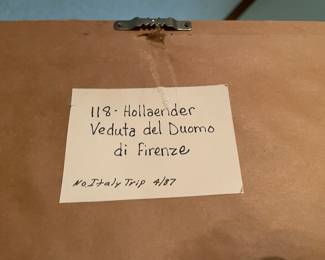 118- Hollaender
Veduta del Duomo
di Firenze
No. Italy Trip 4/87